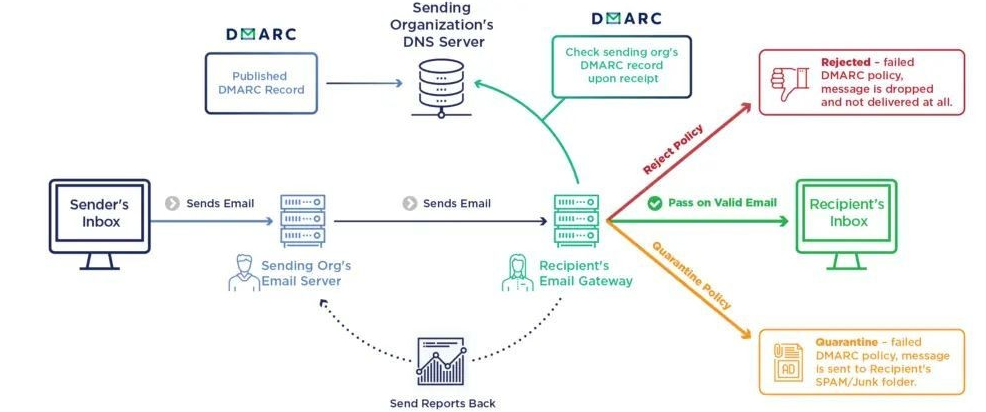 Sending
Organization's
DNS Server
DMARC
Published
DMARC Record
DMARC
Check sending org's
DMARC record
upon receipt
Rejected – failed
DMARC policy,
message is dropped
and not delivered at all.
Reject Policy
Sender's
Inbox
Sends Email
Sends Email
Pass on Valid Email
Recipient's
Inbox
Sending Org's
Email Server
Recipient's
Email Gateway
Quarantine Policy
Quarantine – failed
DMARC policy, message
is sent to Recipient's
SPAM/Junk folder.
AD
Send Reports Back